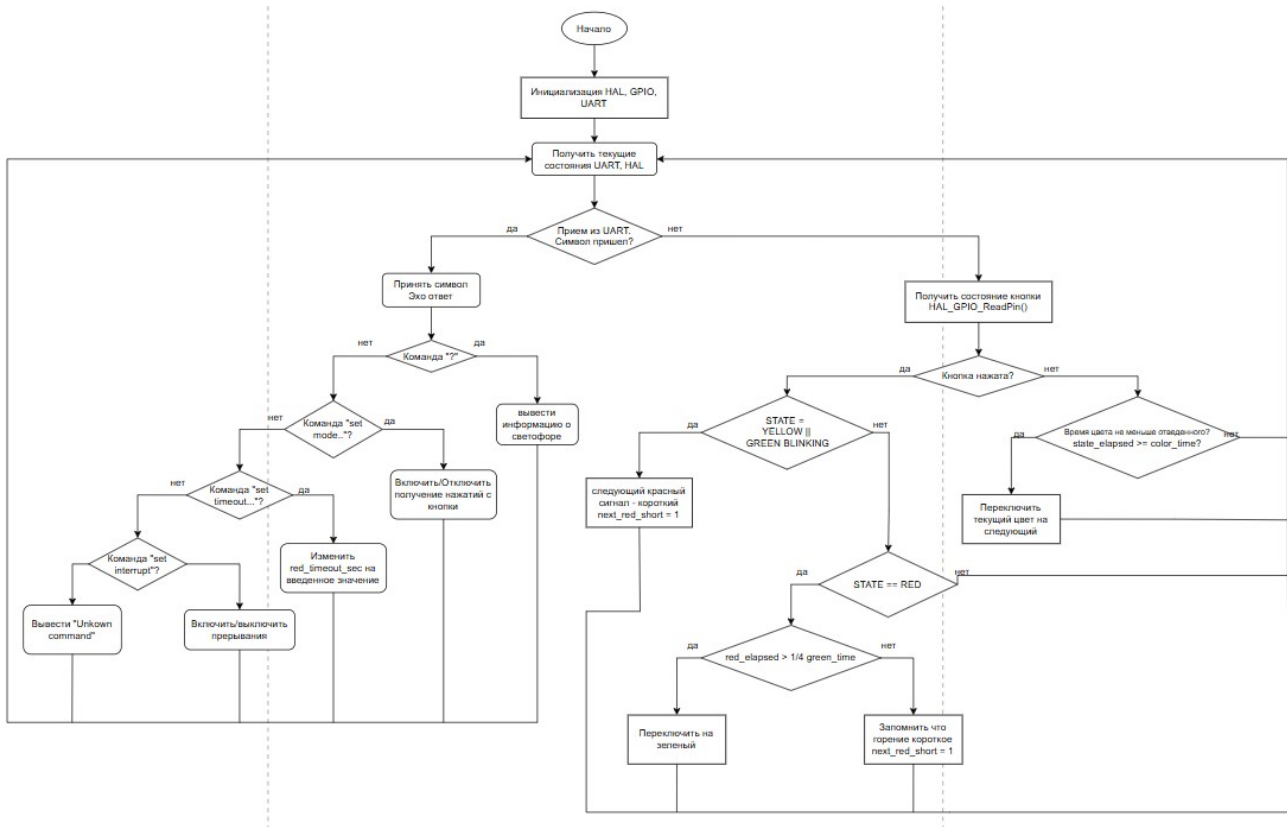 Начало
Инициализация HAL, GPIO,
UART
Получить текущие
состояния UART, HAL
Прием из UART.
Символ пришел?
да
нет
Принять символ
Эхо ответ
Получить состояние кнопки
HAL_GPIO_ReadPin()
Команда "?"
нет
да
Кнопка нажата?
да
нет
вывести
информацию о
светофоре
Команда "set
mode.."?
нет
да
STATE =
YELLOW ||
GREEN BLINKING
да
нет
Время цвета не меньше отведенного?
state_elapsed >= color_time?
да
нет
Команда "set
timeout..."?
нет
да
Включить/Отключить
получение нажатий с
кнопки
следующий красный
сигнал - короткий
next_red_short = 1
Переключить
текущий цвет на
следующий
Команда "set
interrupt"?
Изменить
red_timeout_sec на
введенное значение
STATE == RED
да
нет
Вывести "Unkown
command"
Включить/выключить
прерывания
red_elapsed > 1/4 green_time
да
нет
Переключить на
зеленый
Запомнить что
горение короткое
next_red_short = 1